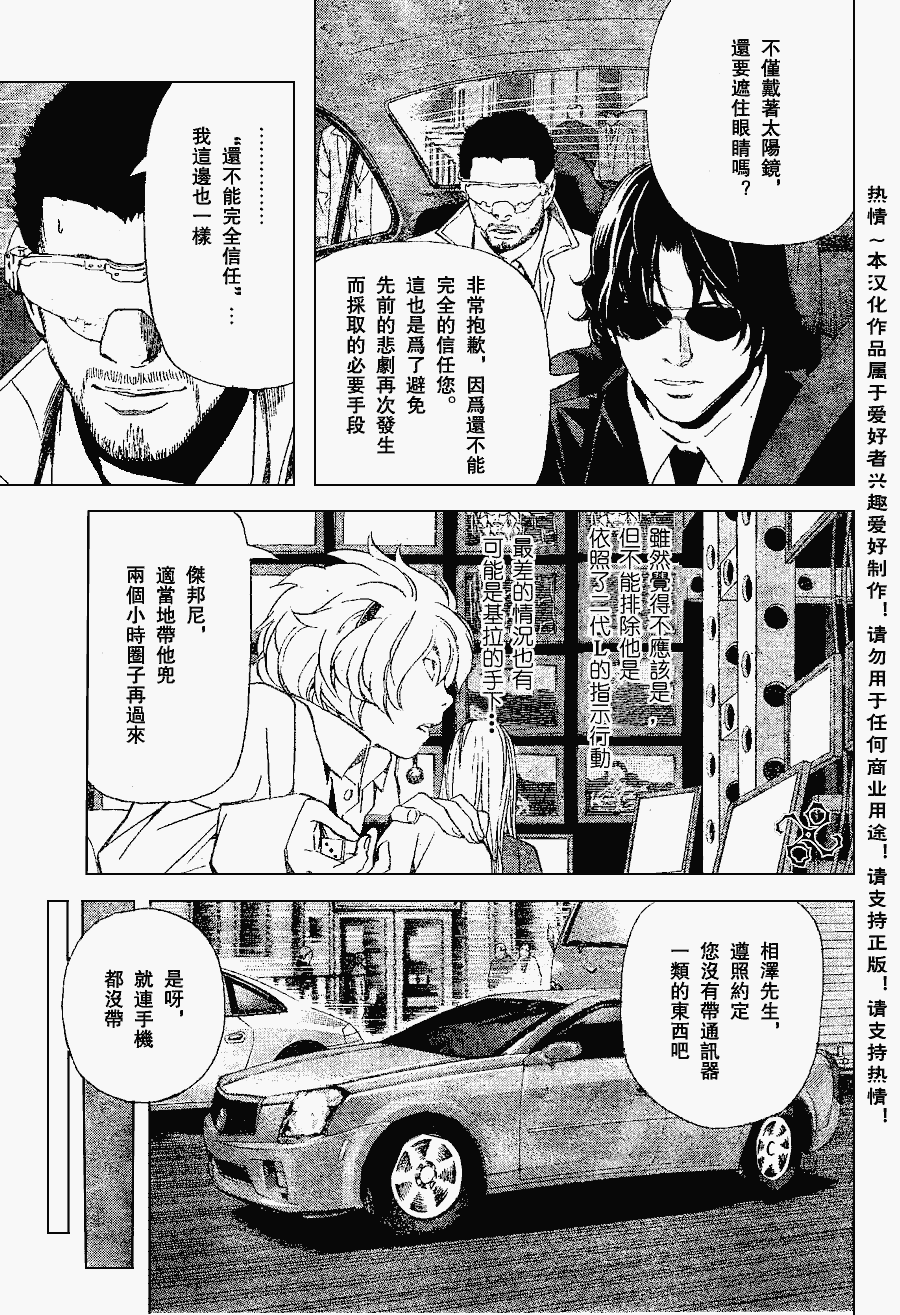 不僅戴著太陽鏡，
還要遮住眼睛嗎？
非常抱歉，因爲還不能
完全的信任您。
這也是爲了避免
先前的悲劇再次發生
而採取的必要手段
…………
“還不能完全信任”…
我這邊也一樣
雖然覺得不應該是，
但不能排除他是
依照了二代L的指示行動
最差的情況也有
可能是基拉的手下…
傑邦尼，
適當地帶他兜
兩個小時圈子再過來
相澤先生，
遵照約定
您沒有帶通訊器
一類的東西吧
是呀，
就連手機
都沒帶
热情～本汉化作品属于爱好者兴趣爱好制作！请勿用于任何商业用途！请支持正版！请支持热情！